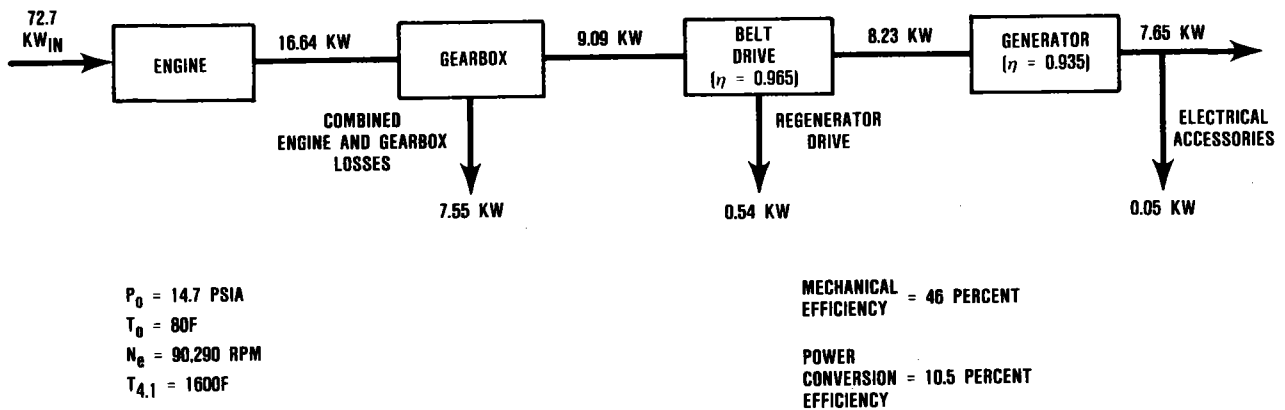 72.7
KW_IN
ENGINE
16.64 KW
GEARBOX
9.09 KW
BELT
DRIVE
(η = 0.965)
8.23 KW
GENERATOR
(η = 0.935)
7.65 KW
COMBINED
ENGINE AND GEARBOX
LOSSES
7.55 KW
REGENERATOR
DRIVE
0.54 KW
ELECTRICAL
ACCESSORIES
0.05 KW
P_0 = 14.7 PSIA
T_0 = 80F
N_e = 90,290 RPM
T_4.1 = 1600F
MECHANICAL
EFFICIENCY = 46 PERCENT
POWER
CONVERSION = 10.5 PERCENT
EFFICIENCY